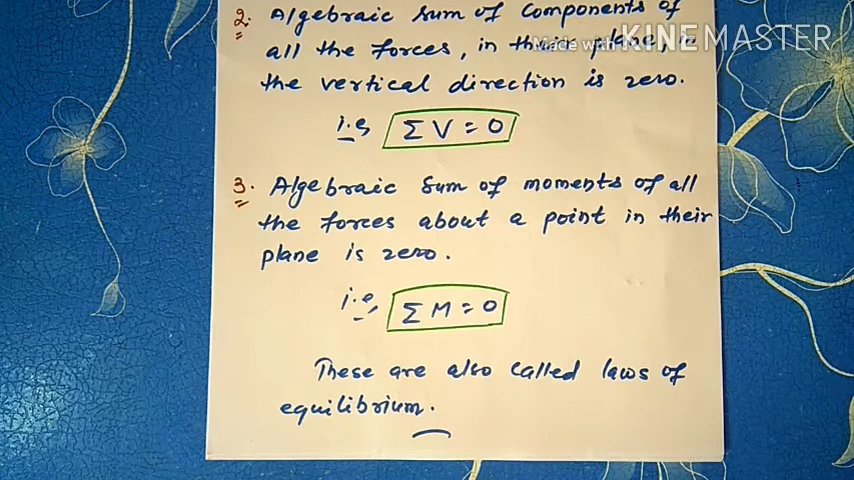 2. Algebraic sum of components of
all the forces, in their plane, in
the vertical direction is zero.
i.e, ΣV = 0
3. Algebraic sum of moments of all
the forces about a point in their
plane is zero.
i.e, ΣM = 0
These are also called laws of
equilibrium.
Made with KINEMASTER